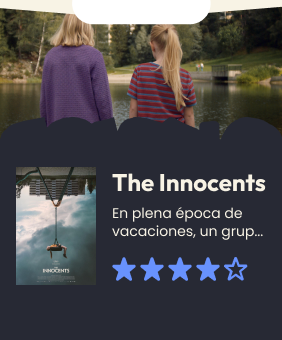 The Innocents
En plena época de
vacaciones, un grup...
INNOCENTS